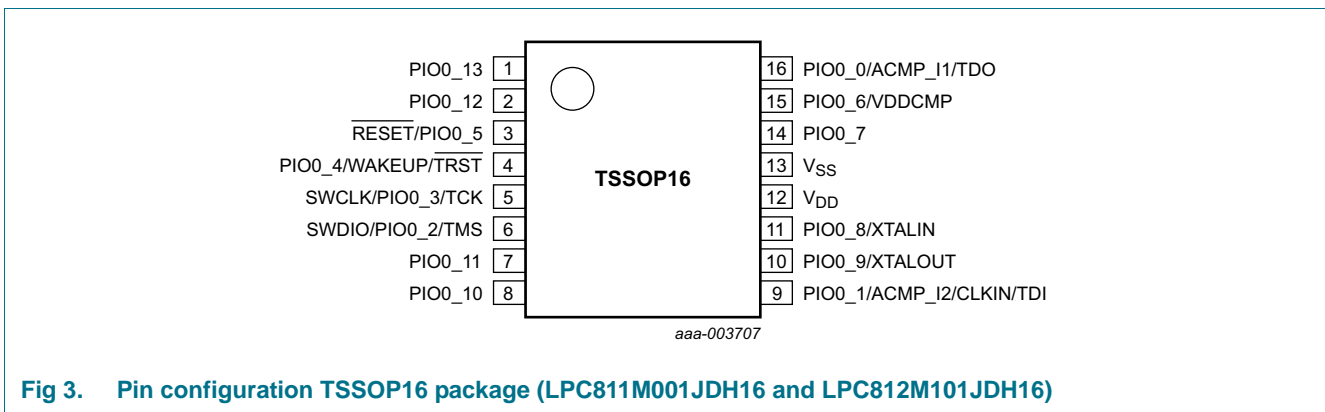 PIO0_13 1
PIO0_12 2
RESET/PIO0_5 3
PIO0_4/WAKEUP/TRST 4
SWCLK/PIO0_3/TCK 5
SWDIO/PIO0_2/TMS 6
PIO0_11 7
PIO0_10 8
TSSOP16
16 PIO0_0/ACMP_I1/TDO
15 PIO0_6/VDDCMP
14 PIO0_7
13 VSS
12 VDD
11 PIO0_8/XTALIN
10 PIO0_9/XTALOUT
9 PIO0_1/ACMP_I2/CLKIN/TDI
aaa-003707
Fig 3. Pin configuration TSSOP16 package (LPC811M001JDH16 and LPC812M101JDH16)